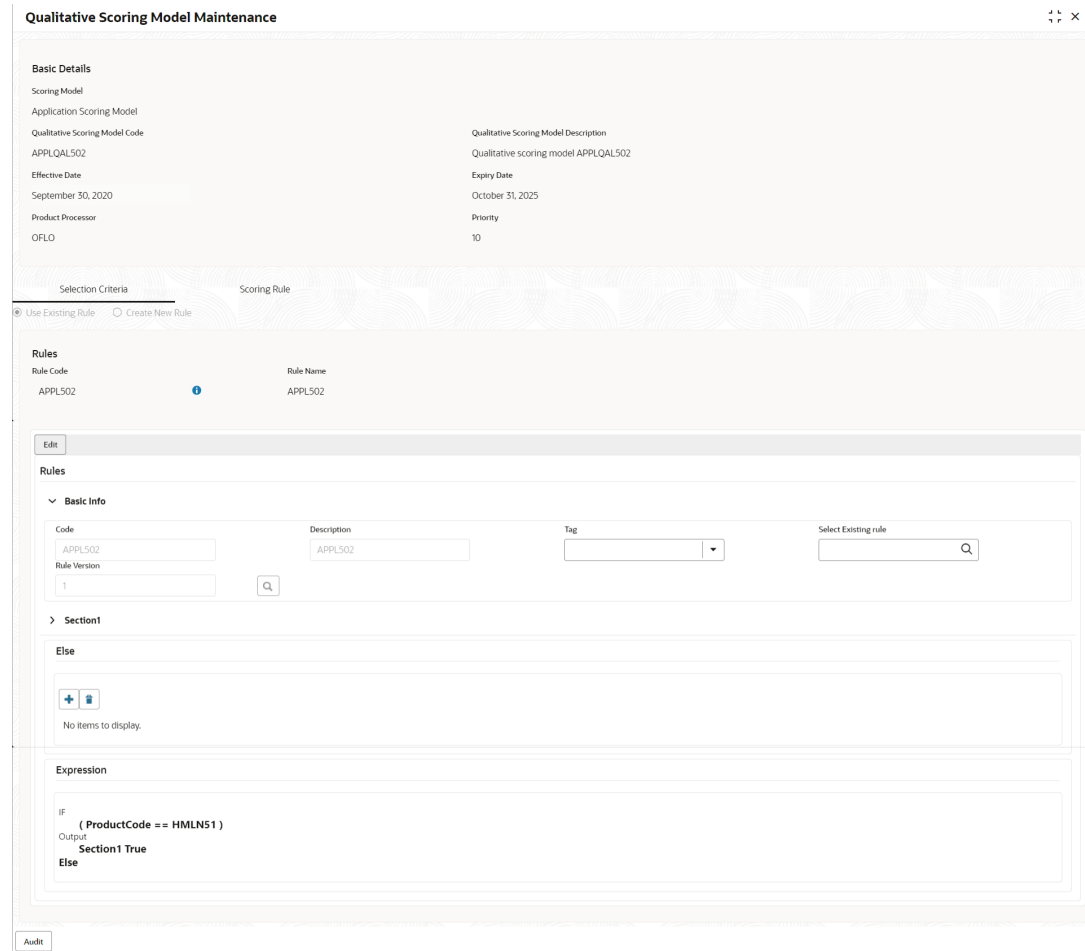 Qualitative Scoring Model Maintenance
Basic Details
Scoring Model
Application Scoring Model
Qualitative Scoring Model Code Qualitative Scoring Model Description
APPLQAL502 Qualitative scoring model APPLQAL502
Effective Date Expiry Date
September 30, 2020 October 31, 2025
Product Processor Priority
OFLO 10
Selection Criteria Scoring Rule
Use Existing Rule Create New Rule
Rules
Rule Code Rule Name
APPL502 APPL502
Edit
Rules
Basic Info
Code Description Tag Select Existing rule
APPL502 APPL502
Rule Version
1
Section1
Else
No items to display.
Expression
IF
( ProductCode == HMLN51 )
Output
Section1 True
Else
Audit